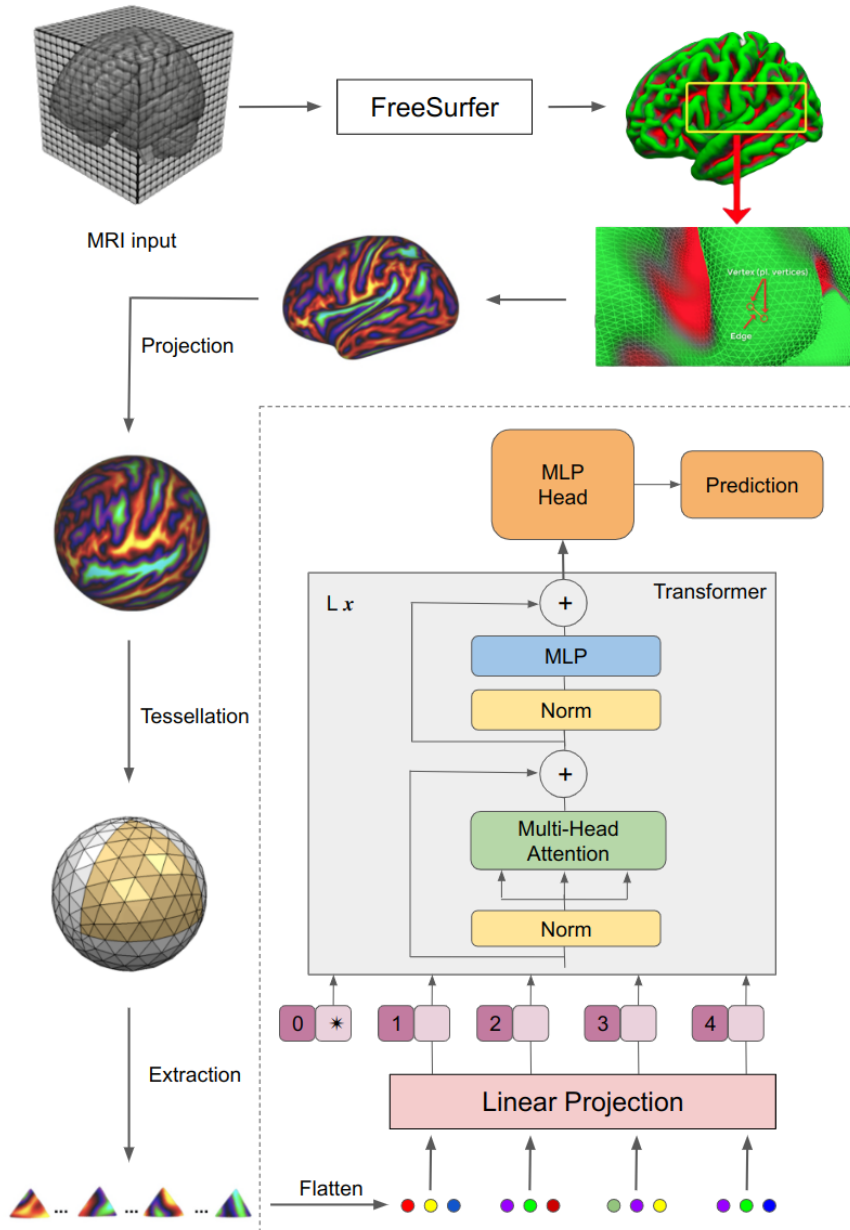 FreeSurfer
MRI input
Vertex (pl. vertices)
Edge
Projection
MLP
Head
Prediction
L x
Transformer
+
MLP
Norm
Tessellation
+
Multi-Head
Attention
Norm
0 ✴ 1 2 3 4
Extraction
Linear Projection
... ... ...
Flatten